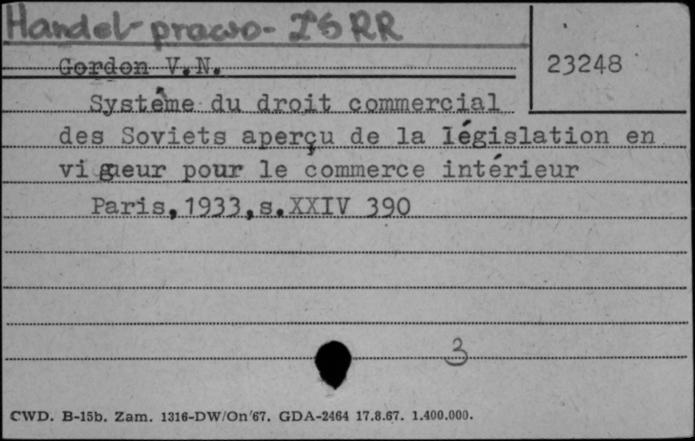 Handel-prawo-ZSRR
Gordon V.N.
23248
Système du droit commercial
des Soviets aperçu de la législation en
vigueur pour le commerce intérieur
Paris,1933,s.XXIV 390
3
CWD. B-15b. Zam. 1316-DW/On/67. GDA-2464 17.8.67. 1.400.000.